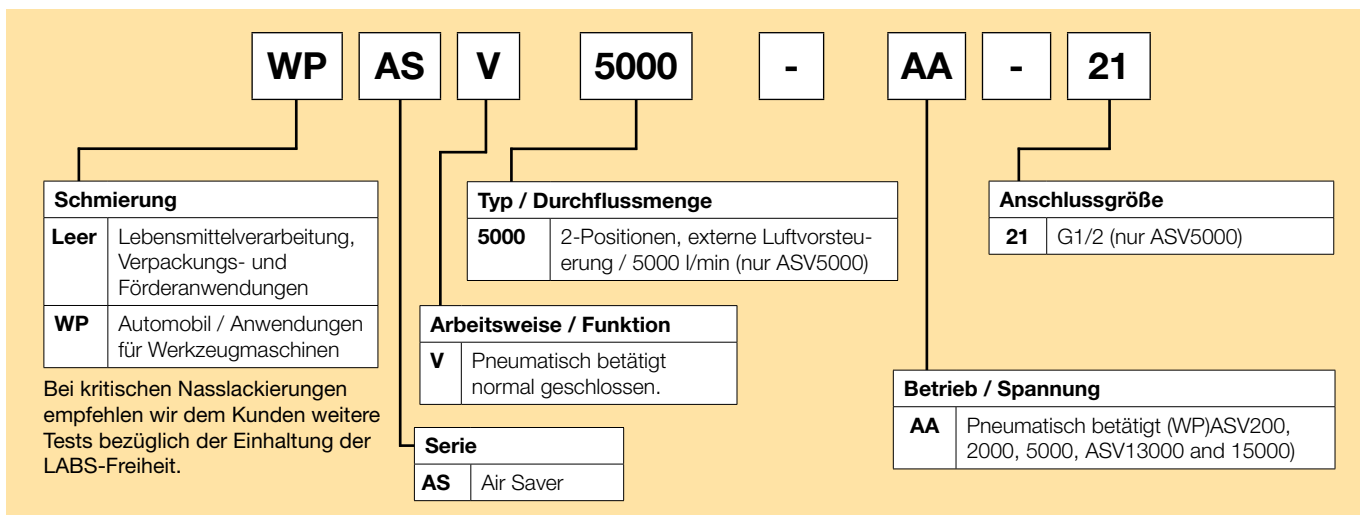 WP AS V 5000 - AA - 21
Schmierung
Leer Lebensmittelverarbeitung,
Verpackungs- und
Förderanwendungen
WP Automobil / Anwendungen
für Werkzeugmaschinen
Bei kritischen Nasslackierungen
empfehlen wir dem Kunden weitere
Tests bezüglich der Einhaltung der
LABS-Freiheit.
Serie
AS Air Saver
Arbeitsweise / Funktion
V Pneumatisch betätigt
normal geschlossen.
Typ / Durchflussmenge
5000 2-Positionen, externe Luftvorsteu-
erung / 5000 l/min (nur ASV5000)
Betrieb / Spannung
AA Pneumatisch betätigt (WP)ASV200,
2000, 5000, ASV13000 and 15000)
Anschlussgröße
21 G1/2 (nur ASV5000)